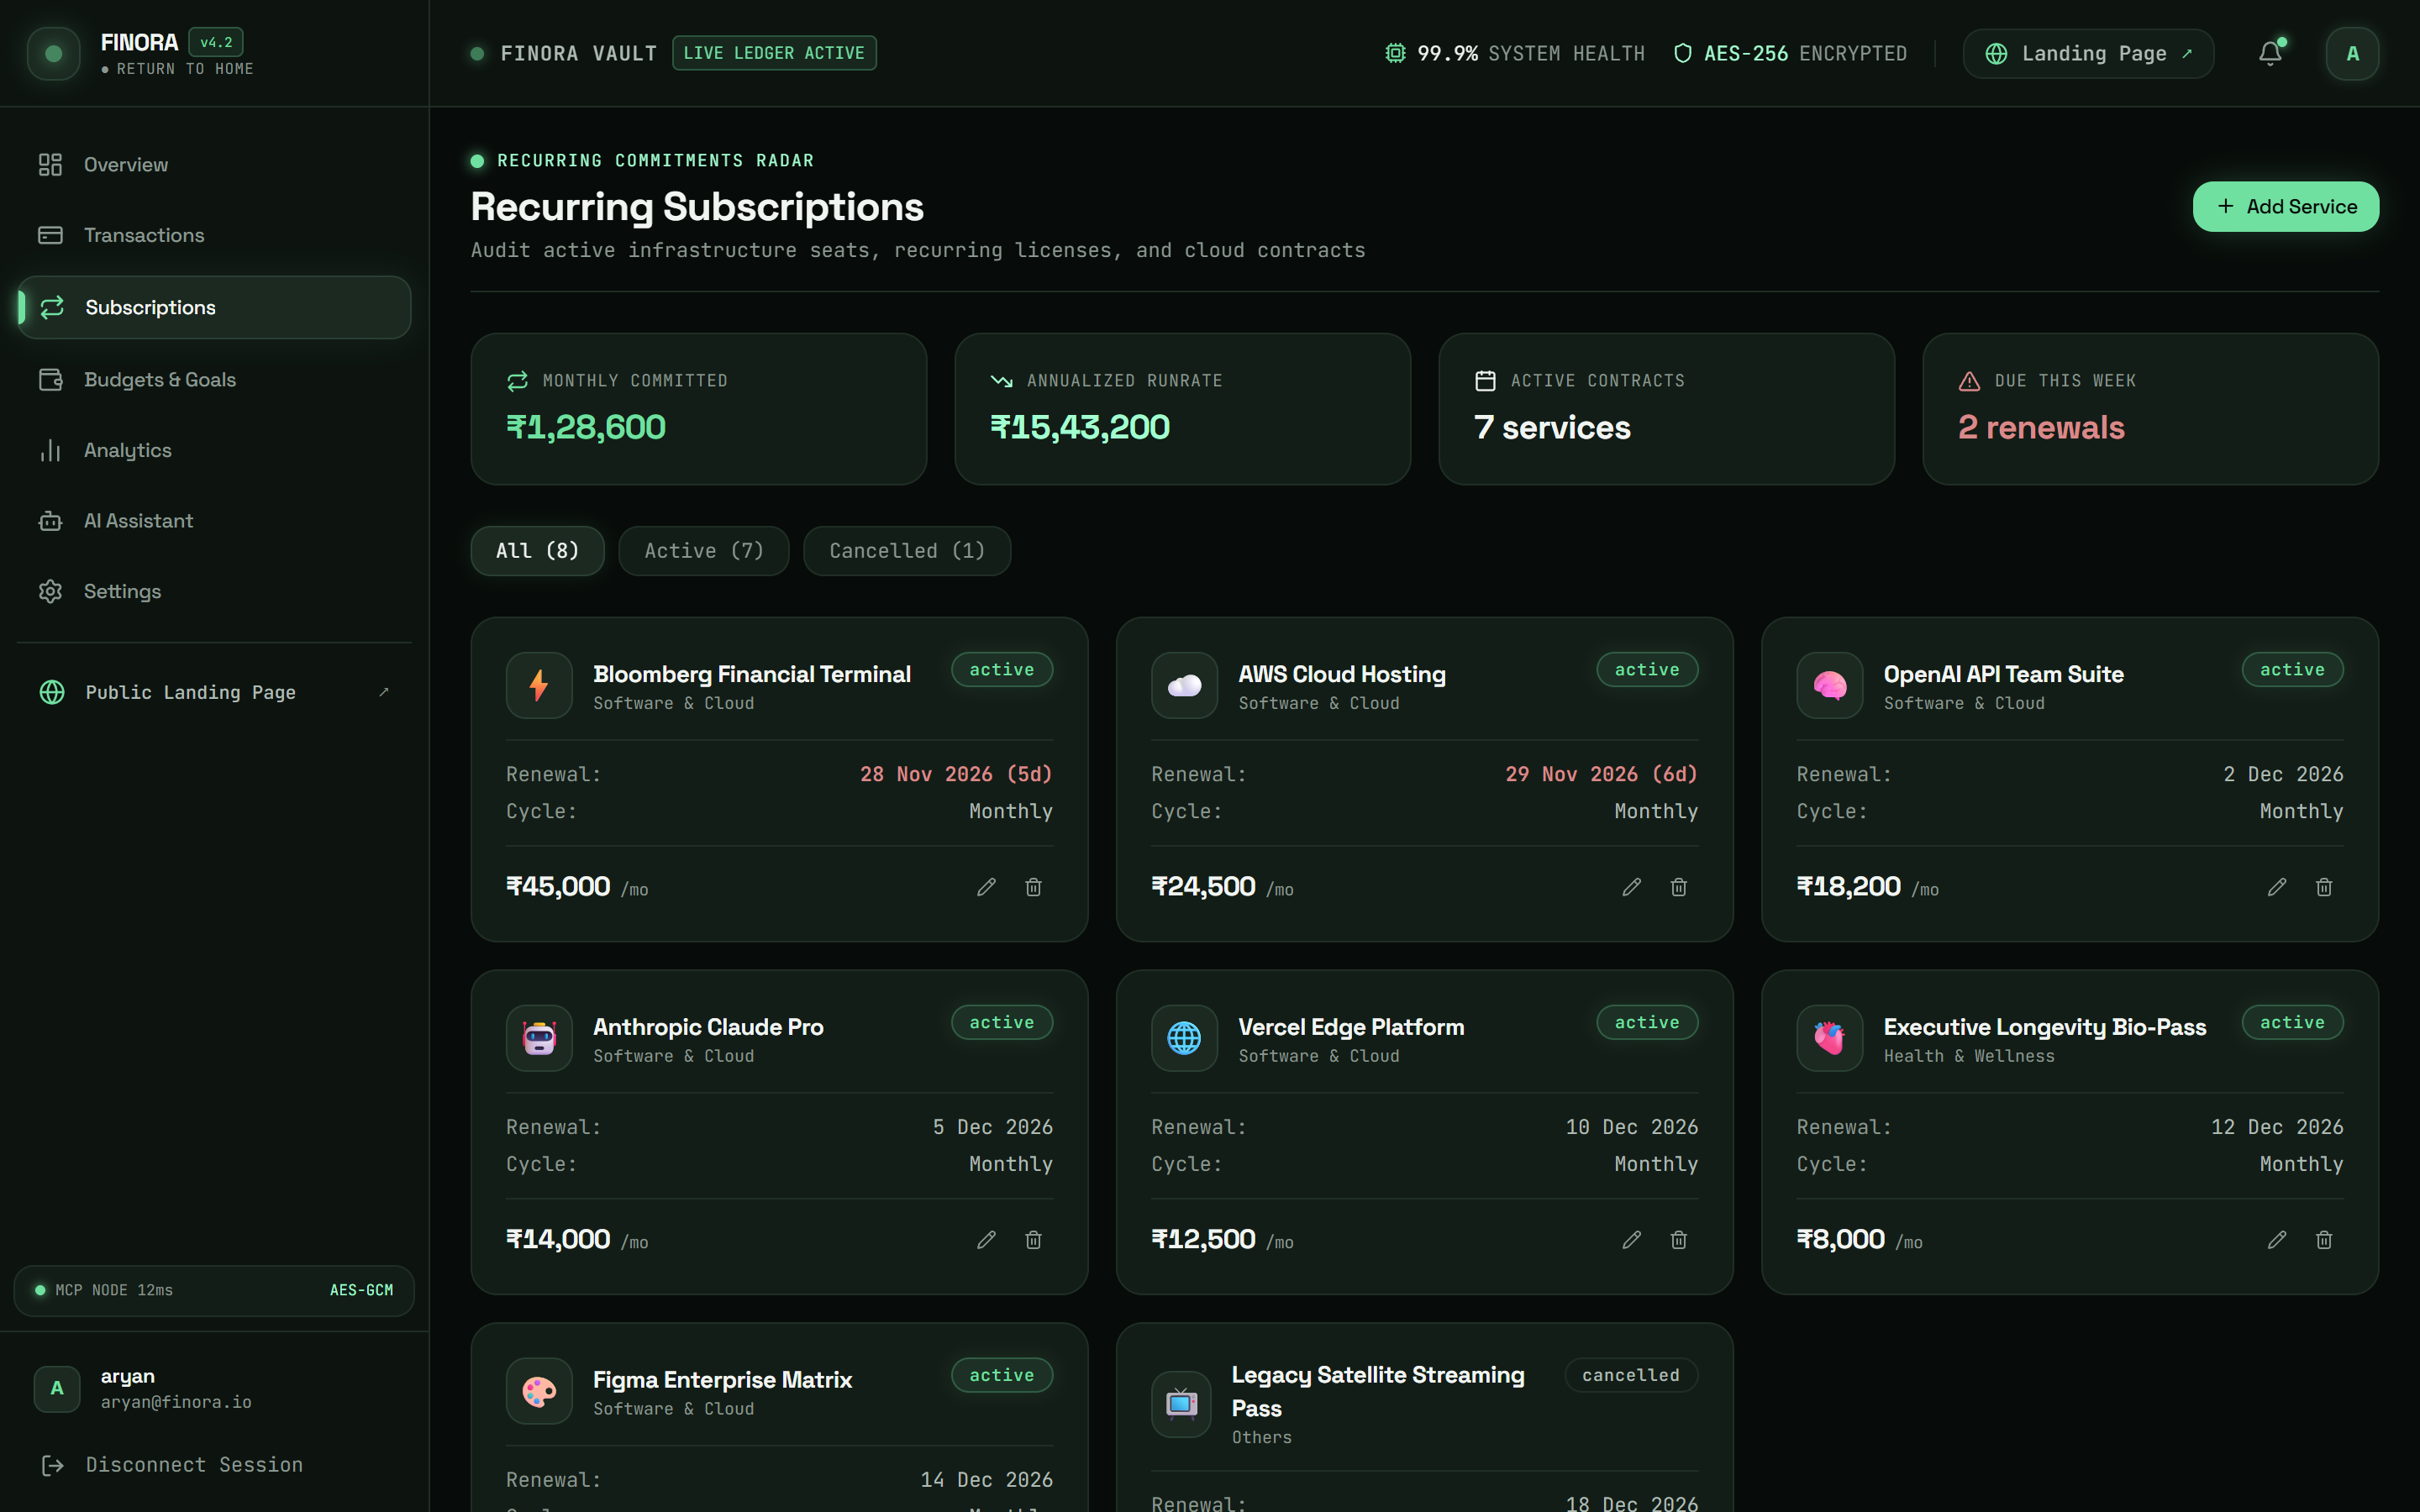 FINORA v4.2
• RETURN TO HOME
Overview
Transactions
Subscriptions
Budgets & Goals
Analytics
AI Assistant
Settings
Public Landing Page ↗
MCP NODE 12ms AES-GCM
A
aryan
aryan@finora.io
Disconnect Session
FINORA VAULT LIVE LEDGER ACTIVE
99.9% SYSTEM HEALTH AES-256 ENCRYPTED Landing Page ↗ A
RECURRING COMMITMENTS RADAR
Recurring Subscriptions
Audit active infrastructure seats, recurring licenses, and cloud contracts
+ Add Service
MONTHLY COMMITTED
₹1,28,600
ANNUALIZED RUNRATE
₹15,43,200
ACTIVE CONTRACTS
7 services
DUE THIS WEEK
2 renewals
All (8) Active (7) Cancelled (1)
Bloomberg Financial Terminal active
Software & Cloud
Renewal: 28 Nov 2026 (5d)
Cycle: Monthly
₹45,000 /mo
AWS Cloud Hosting active
Software & Cloud
Renewal: 29 Nov 2026 (6d)
Cycle: Monthly
₹24,500 /mo
OpenAI API Team Suite active
Software & Cloud
Renewal: 2 Dec 2026
Cycle: Monthly
₹18,200 /mo
Anthropic Claude Pro active
Software & Cloud
Renewal: 5 Dec 2026
Cycle: Monthly
₹14,000 /mo
Vercel Edge Platform active
Software & Cloud
Renewal: 10 Dec 2026
Cycle: Monthly
₹12,500 /mo
Executive Longevity Bio-Pass active
Health & Wellness
Renewal: 12 Dec 2026
Cycle: Monthly
₹8,000 /mo
Figma Enterprise Matrix active
Software & Cloud
Renewal: 14 Dec 2026
Legacy Satellite Streaming cancelled
Pass
Others
Renewal: 18 Dec 2026